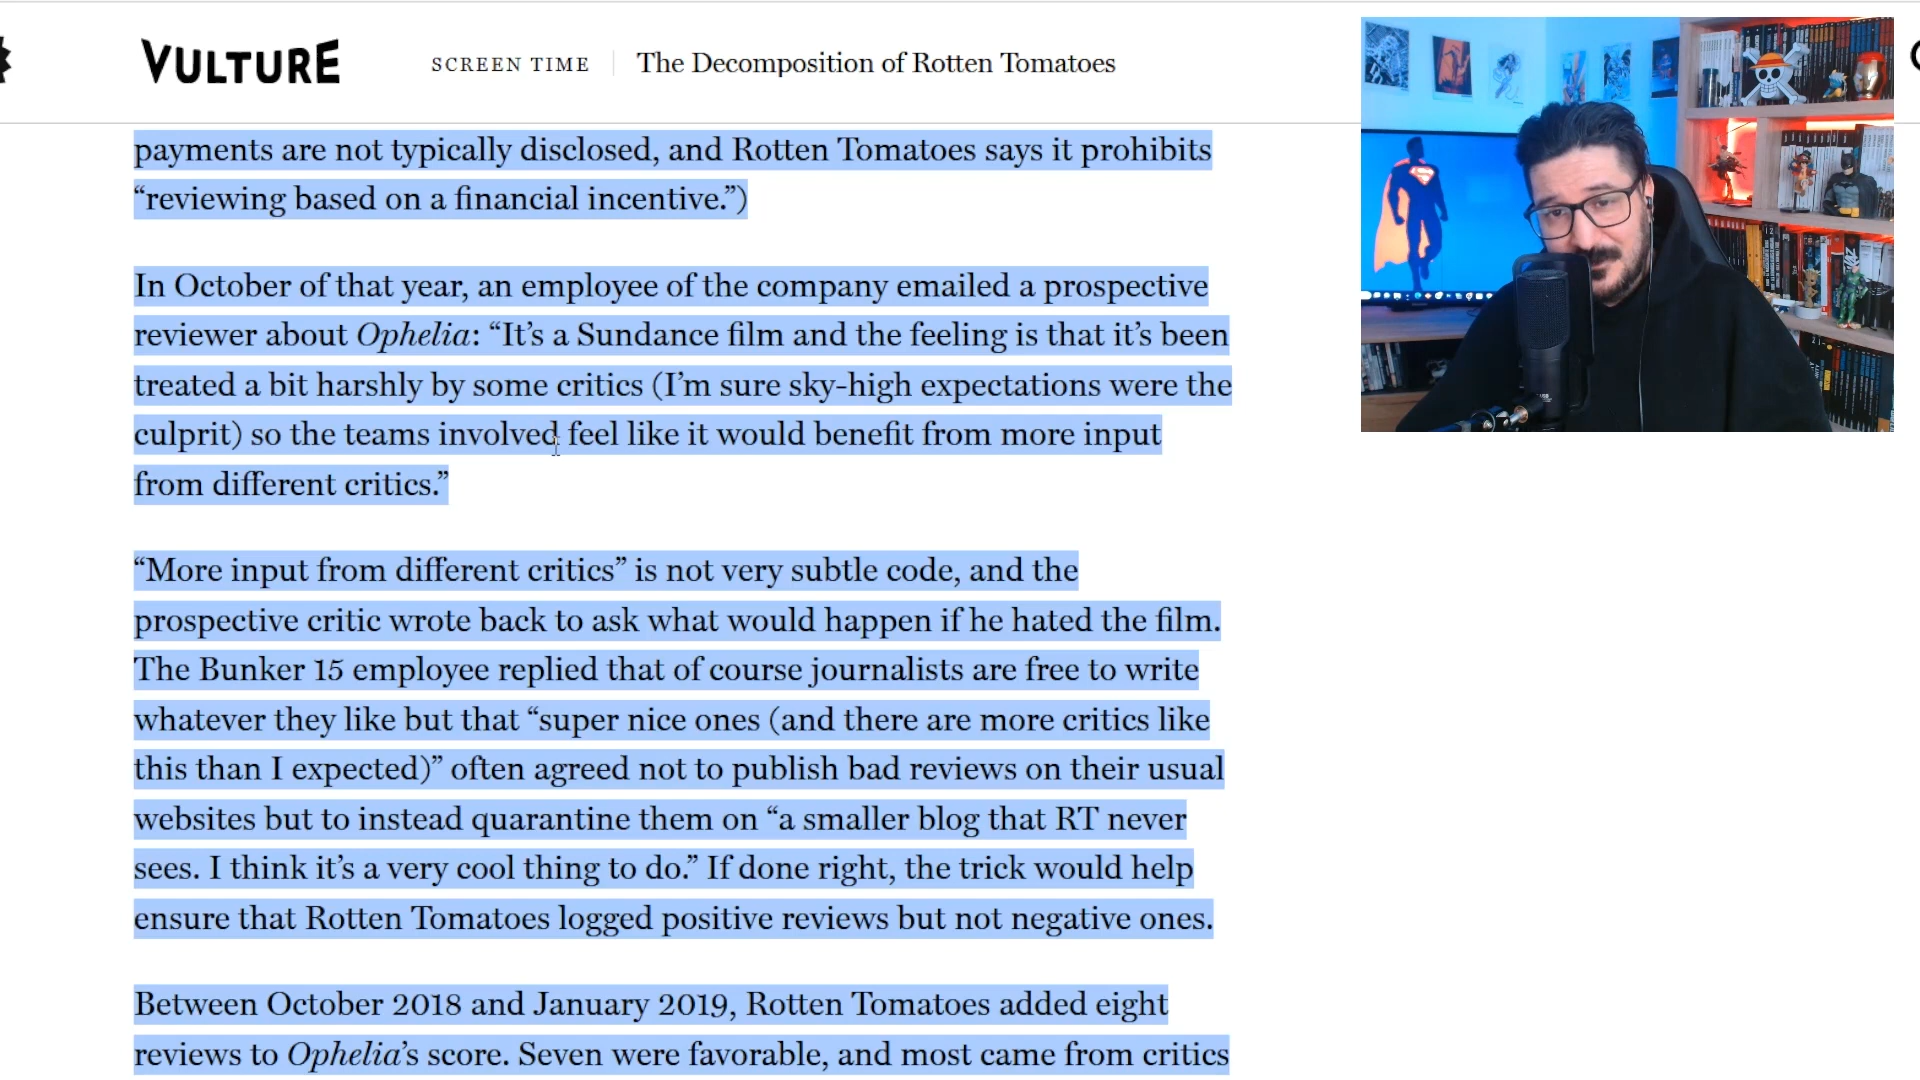 VULTURE
SCREEN TIME
The Decomposition of Rotten Tomatoes
payments are not typically disclosed, and Rotten Tomatoes says it prohibits
“reviewing based on a financial incentive.”)
In October of that year, an employee of the company emailed a prospective
reviewer about Ophelia: “It’s a Sundance film and the feeling is that it’s been
treated a bit harshly by some critics (I’m sure sky-high expectations were the
culprit) so the teams involved feel like it would benefit from more input
from different critics.”
“More input from different critics” is not very subtle code, and the
prospective critic wrote back to ask what would happen if he hated the film.
The Bunker 15 employee replied that of course journalists are free to write
whatever they like but that “super nice ones (and there are more critics like
this than I expected)” often agreed not to publish bad reviews on their usual
websites but to instead quarantine them on “a smaller blog that RT never
sees. I think it’s a very cool thing to do.” If done right, the trick would help
ensure that Rotten Tomatoes logged positive reviews but not negative ones.
Between October 2018 and January 2019, Rotten Tomatoes added eight
reviews to Ophelia’s score. Seven were favorable, and most came from critics